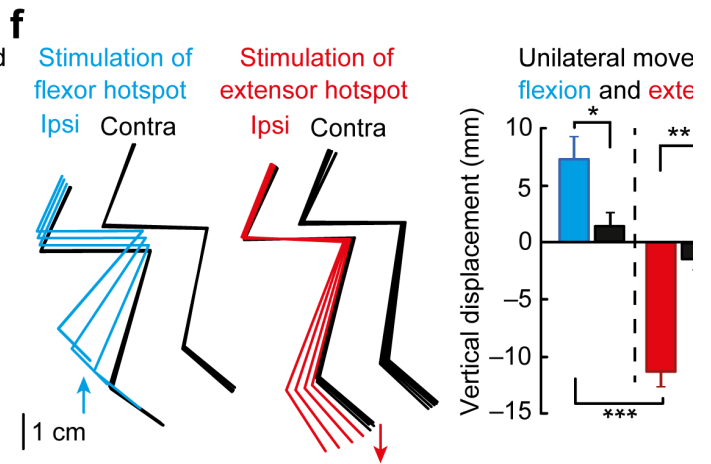 f
d
Stimulation of
flexor hotspot
Ipsi Contra
Stimulation of
extensor hotspot
Ipsi Contra
1 cm
Unilateral move
flexion and exte
Vertical displacement (mm)
10
5
0
−5
−10
−15
*
**
***